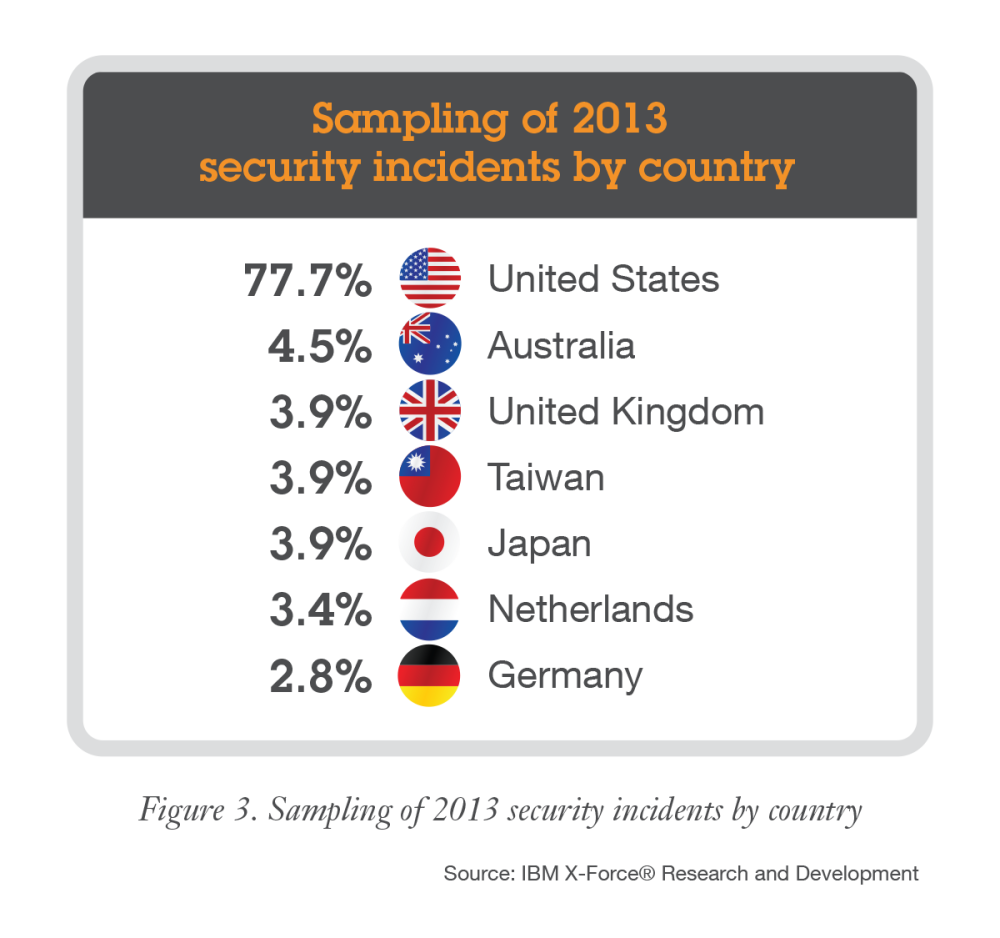 Sampling of 2013
security incidents by country
77.7% United States
4.5% Australia
3.9% United Kingdom
3.9% Taiwan
3.9% Japan
3.4% Netherlands
2.8% Germany
Figure 3. Sampling of 2013 security incidents by country
Source: IBM X-Force® Research and Development